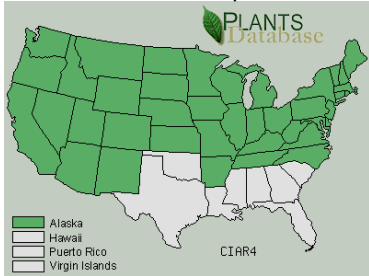 PLANTS
Database
Alaska
Hawaii
Puerto Rico
Virgin Islands
CIAR4